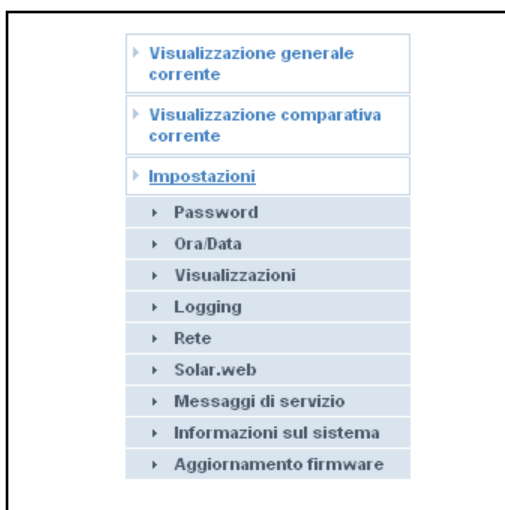 Visualizzazione generale
corrente
Visualizzazione comparativa
corrente
Impostazioni
Password
Ora/Data
Visualizzazioni
Logging
Rete
Solar.web
Messaggi di servizio
Informazioni sul sistema
Aggiornamento firmware